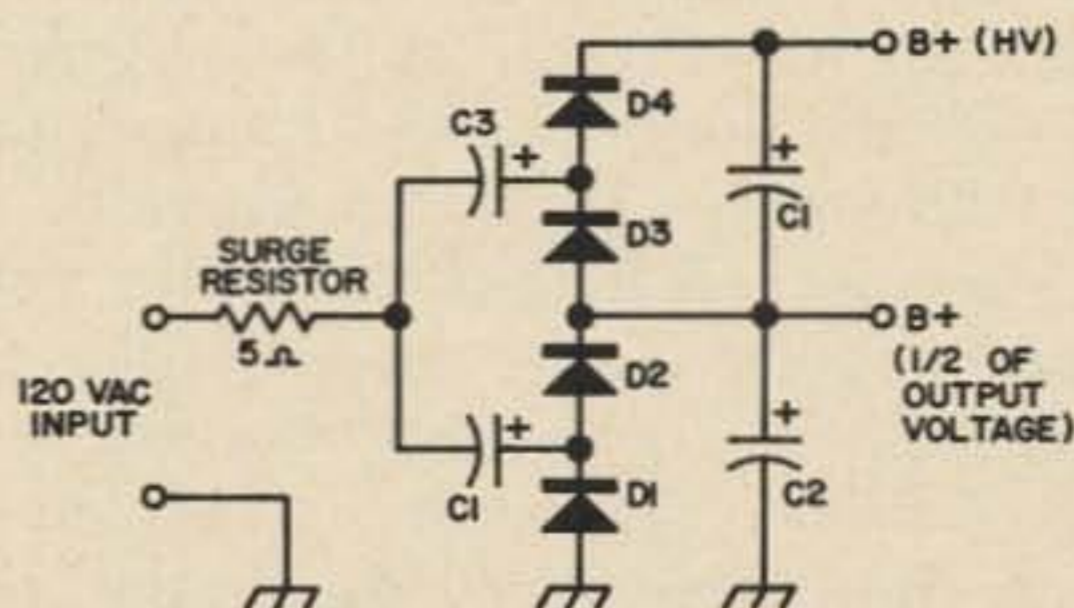 B+ (HV)
D4
C3
+
+
C1
D3
SURGE
RESISTOR
5Ω
B+
(1/2 OF
OUTPUT
VOLTAGE)
120 VAC
INPUT
D2
+
+
C1
D1
C2